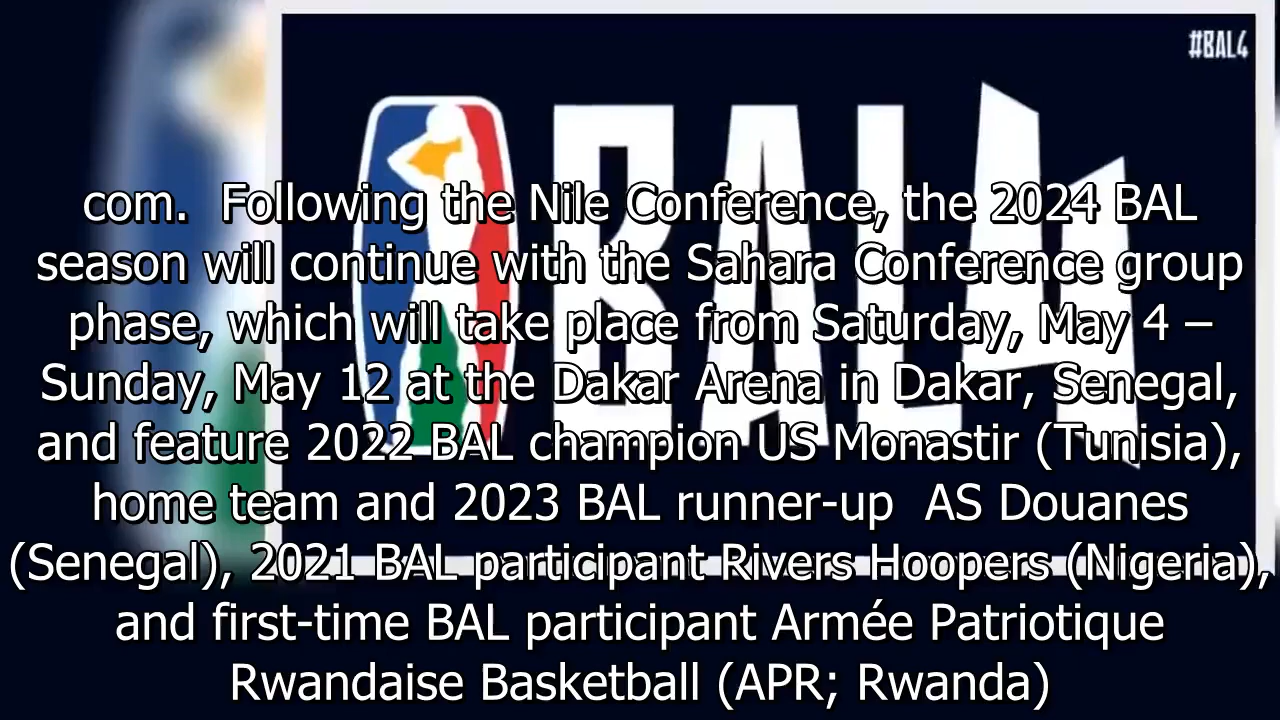 #BAL4
BAL4
com.  Following the Nile Conference, the 2024 BAL
season will continue with the Sahara Conference group
phase, which will take place from Saturday, May 4 –
Sunday, May 12 at the Dakar Arena in Dakar, Senegal,
and feature 2022 BAL champion US Monastir (Tunisia),
home team and 2023 BAL runner-up  AS Douanes
(Senegal), 2021 BAL participant Rivers Hoopers (Nigeria),
and first-time BAL participant Armée Patriotique
Rwandaise Basketball (APR; Rwanda)